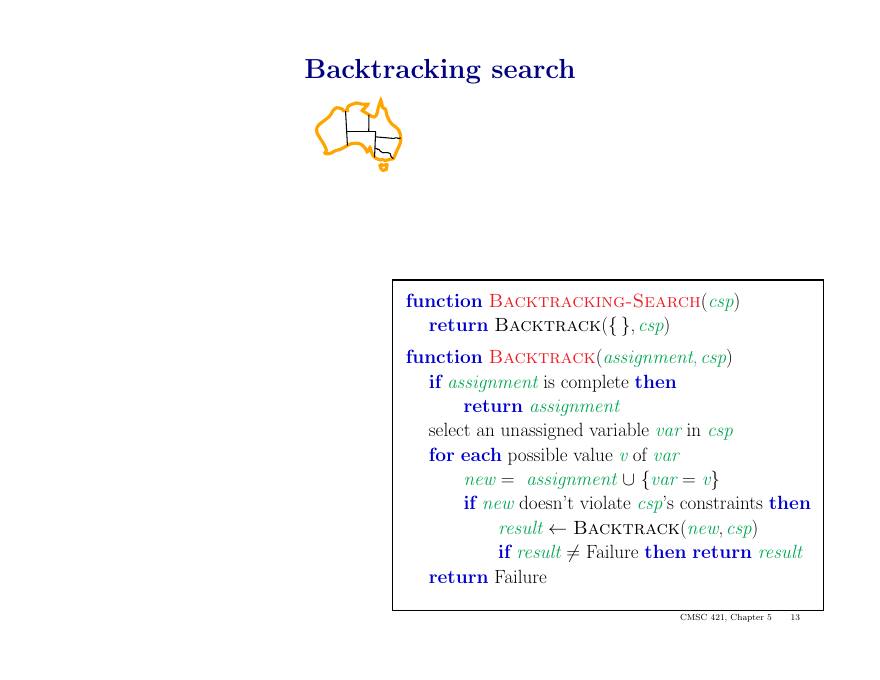 Backtracking search
function Backtracking-Search(csp)
return Backtrack({ }, csp)
function Backtrack(assignment, csp)
if assignment is complete then
return assignment
select an unassigned variable var in csp
for each possible value v of var
new = assignment ∪ {var = v}
if new doesn't violate csp's constraints then
result ← Backtrack(new, csp)
if result ≠ Failure then return result
return Failure
CMSC 421, Chapter 5 13